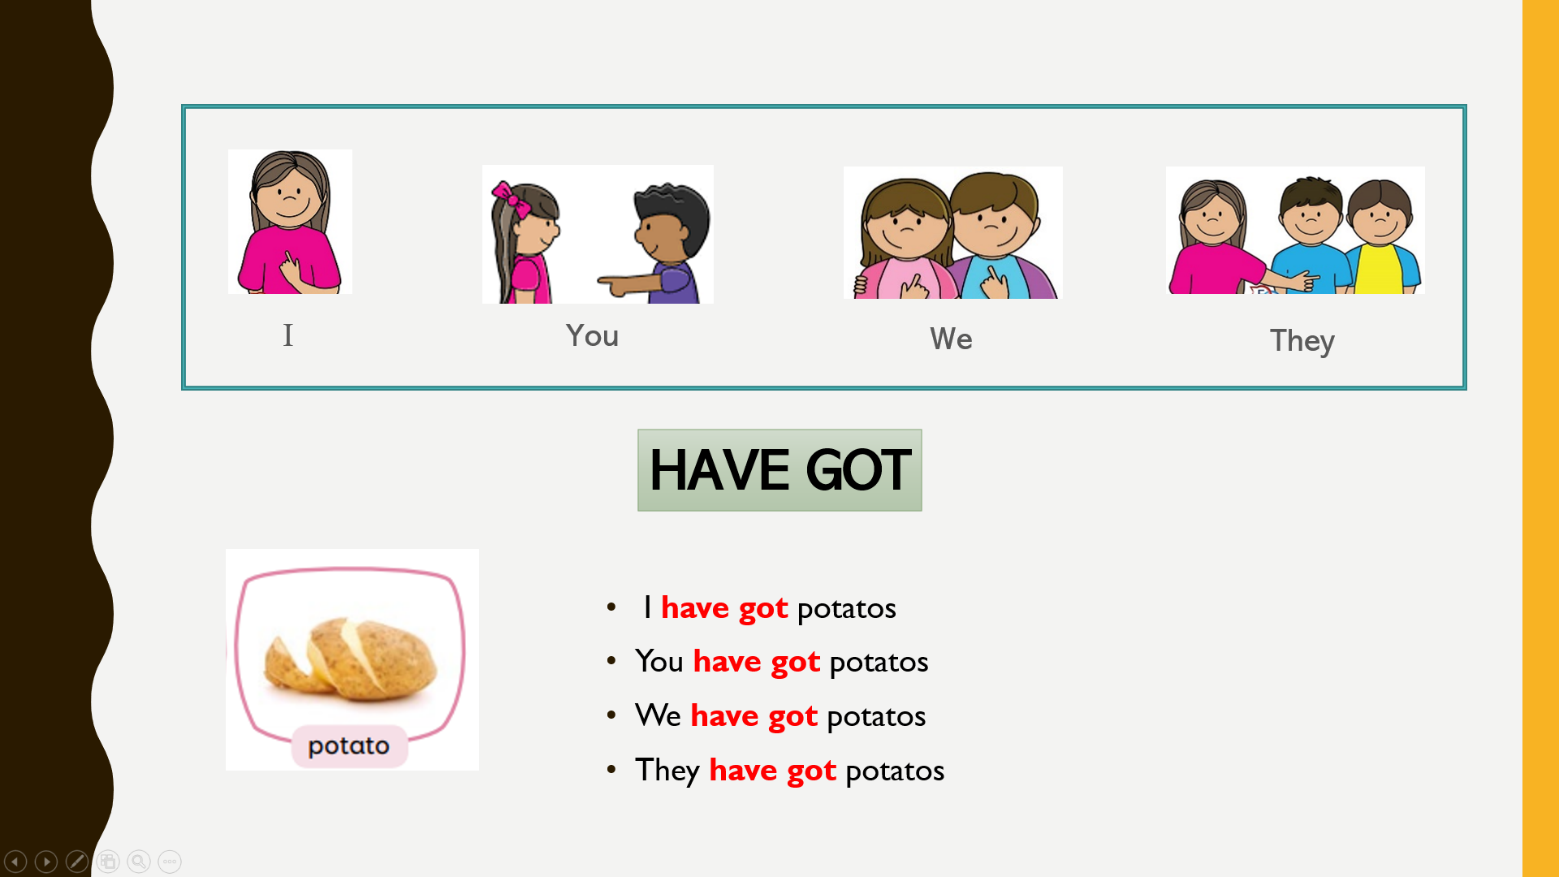 I
You
We
They
HAVE GOT
potato
• I have got potatos
• You have got potatos
• We have got potatos
• They have got potatos